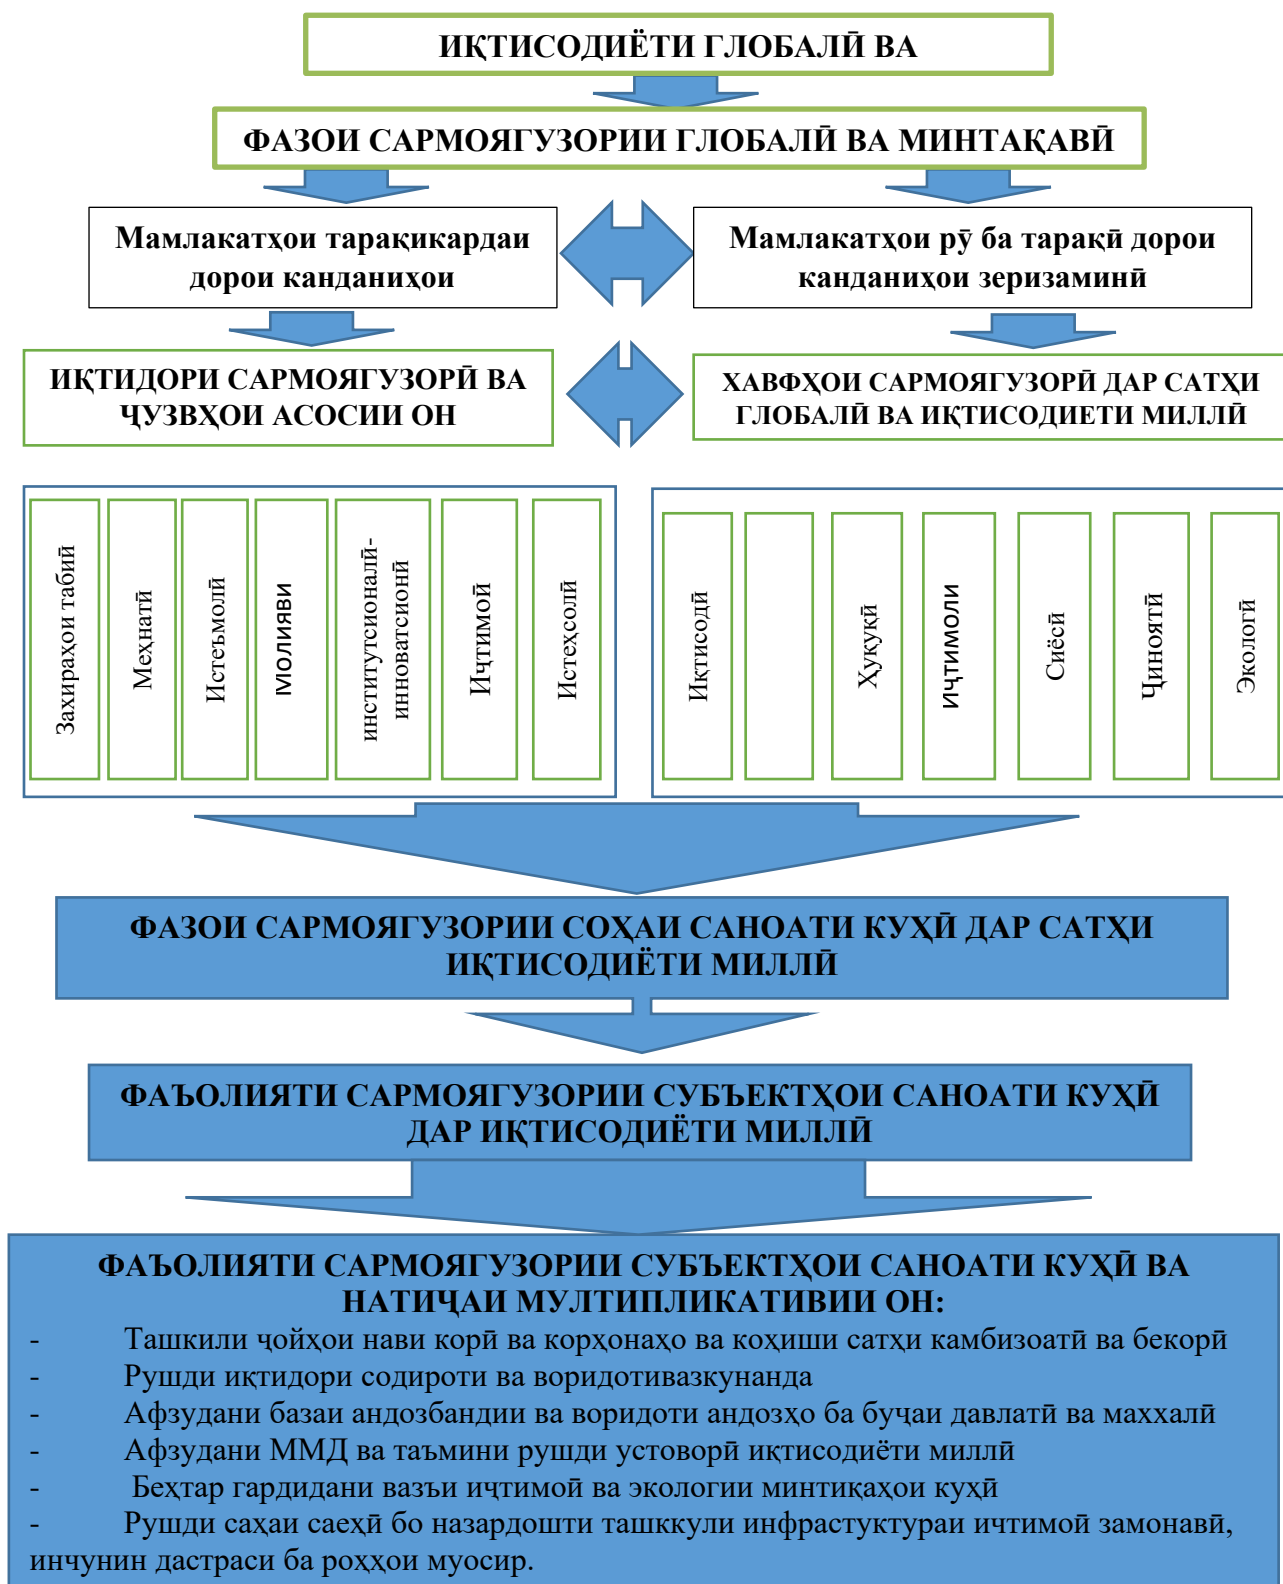 ИҚТИСОДИЁТИ ГЛОБАЛӢ ВА
ФАЗОИ САРМОЯГУЗОРИИ ГЛОБАЛӢ ВА МИНТАҚАВӢ
Мамлакатҳои тарақикардаи
дорои канданиҳои
Мамлакатҳои рӯ ба тарақӣ дорои
канданиҳои зеризаминӣ
ИҚТИДОРИ САРМОЯГУЗОРӢ ВА
ҶУЗВҲОИ АСОСИИ ОН
ХАВФҲОИ САРМОЯГУЗОРӢ ДАР САТҲИ
ГЛОБАЛӢ ВА ИҚТИСОДИЕТИ МИЛЛӢ
Захираҳои табиӣ
Меҳнатӣ
Истеъмолӣ
Молияви
институтсионалӣ-
инноватсионӣ
Иҷтимоӣ
Истеҳсолӣ
Иқтисодӣ
Ҳуқуқӣ
Иҷтимоли
Сиёсӣ
Ҷиноятӣ
Экологӣ
ФАЗОИ САРМОЯГУЗОРИИ СОҲАИ САНОАТИ КУҲӢ ДАР САТҲИ
ИҚТИСОДИЁТИ МИЛЛӢ
ФАЪОЛИЯТИ САРМОЯГУЗОРИИ СУБЪЕКТҲОИ САНОАТИ КУҲӢ
ДАР ИҚТИСОДИЁТИ МИЛЛӢ
ФАЪОЛИЯТИ САРМОЯГУЗОРИИ СУБЪЕКТҲОИ САНОАТИ КУҲӢ ВА
НАТИҶАИ МУЛТИПЛИКАТИВИИ ОН:
- Ташкили ҷойҳои нави корӣ ва корҳонаҳо ва коҳиши сатҳи камбизоатӣ ва бекорӣ
- Рушди иқтидори содироти ва воридотивазкунанда
- Афзудани базаи андозбандии ва воридоти андозҳо ба буҷаи давлатӣ ва маххалӣ
- Афзудани ММД ва таъмини рушди устоворӣ иқтисодиёти миллӣ
- Беҳтар гардидани вазъи иҷтимоӣ ва экологии минтиқаҳои куҳӣ
- Рушди саҳаи саеҳӣ бо назардошти ташккули инфрастуктураи ичтимоӣ замонавӣ,
инчунин дастраси ба роҳҳои муосир.